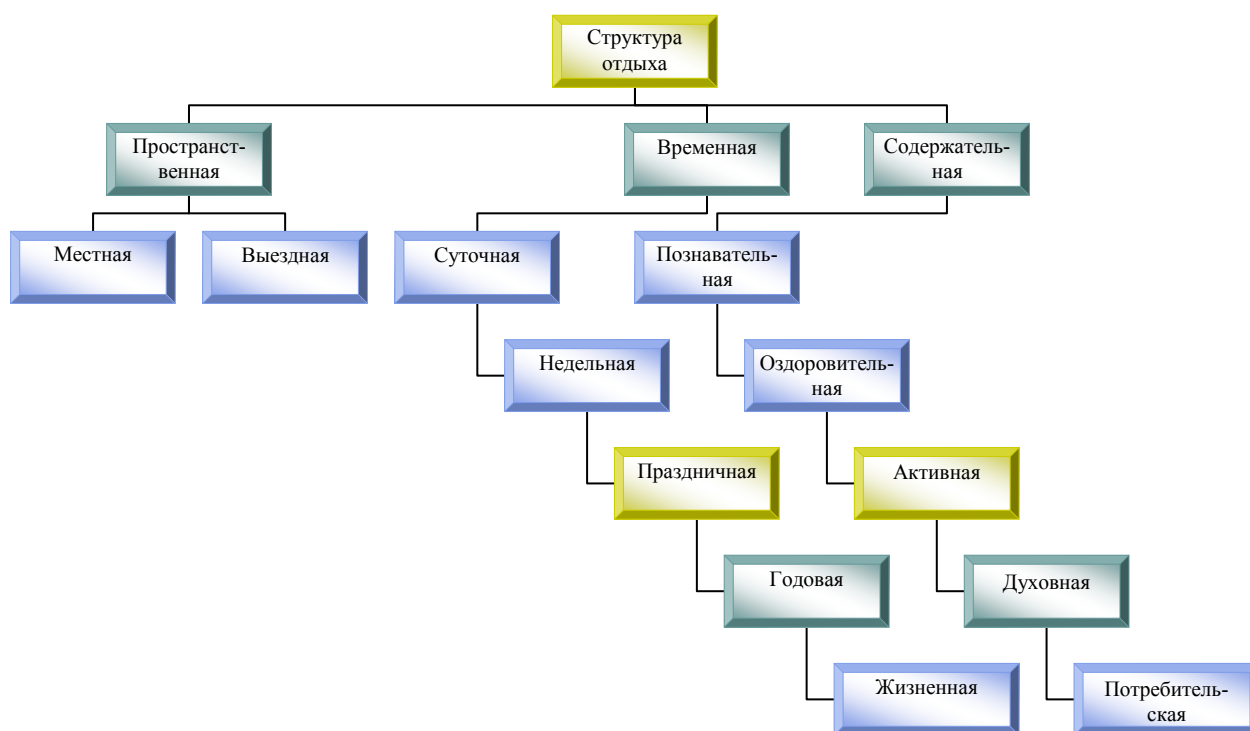 Структура
отдыха
Пространст-
венная
Временная
Содержатель-
ная
Местная
Выездная
Суточная
Познаватель-
ная
Недельная
Оздоровитель-
ная
Праздничная
Активная
Годовая
Духовная
Жизненная
Потребитель-
ская